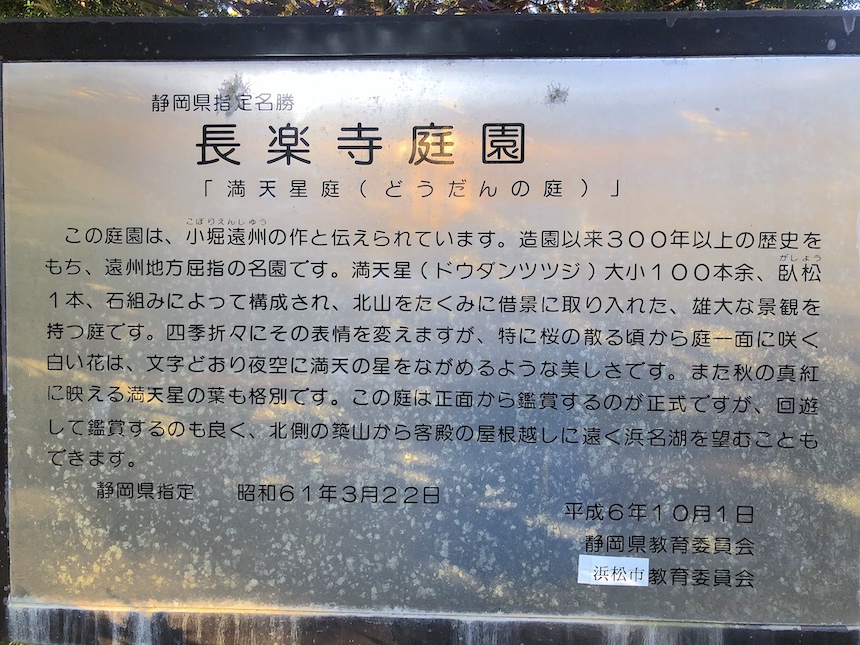 静岡県指定名勝
長楽寺庭園
「満天星庭(どうだんの庭)」
こぼりえんしゅう
この庭園は、小堀遠州の作と伝えられています。造園以来300年以上の歴史を
がしょう
もち、遠州地方屈指の名園です。満天星(ドウダンツツジ)大小100本余、臥松
1本、石組みによって構成され、北山をたくみに借景に取り入れた、雄大な景観を
持つ庭です。四季折々にその表情を変えますが、特に桜の散る頃から庭一面に咲く
白い花は、文字どおり夜空に満天の星をながめるような美しさです。また秋の真紅
に映える満天星の葉も格別です。この庭は正面から鑑賞するのが正式ですが、回遊
して鑑賞するのも良く、北側の築山から客殿の屋根越しに遠く浜名湖を望むことも
できます。
静岡県指定 昭和61年3月22日
平成6年10月1日
静岡県教育委員会
浜松市教育委員会